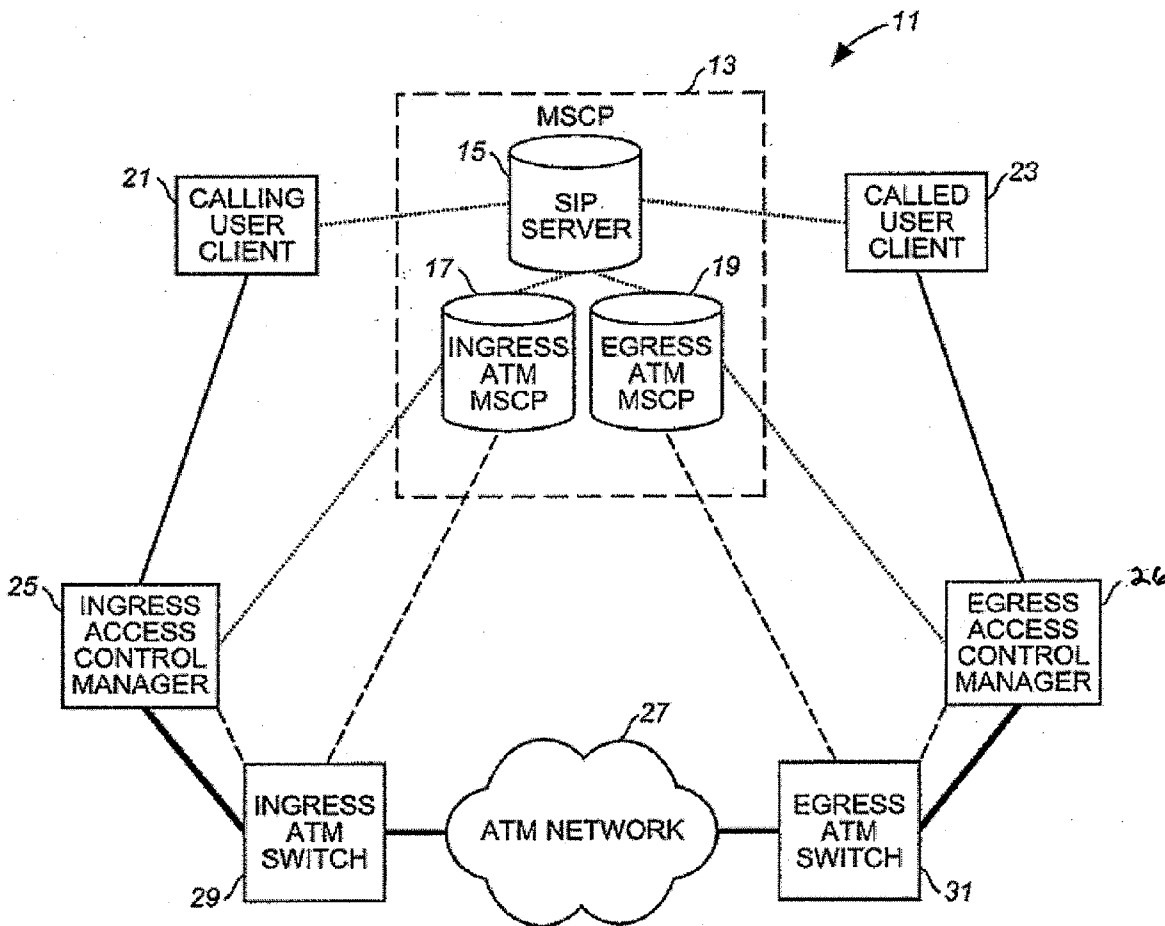 11
13
MSCP
15
SIP
SERVER
21
CALLING
USER
CLIENT
23
CALLED
USER
CLIENT
17
INGRESS
ATM
MSCP
19
EGRESS
ATM
MSCP
25
INGRESS
ACCESS
CONTROL
MANAGER
26
EGRESS
ACCESS
CONTROL
MANAGER
27
ATM NETWORK
INGRESS
ATM
SWITCH
29
EGRESS
ATM
SWITCH
31